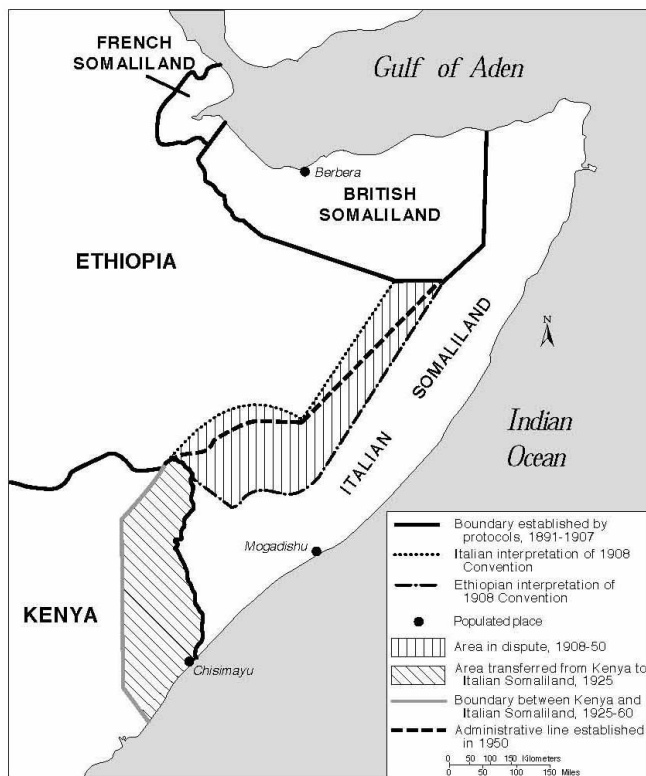 FRENCH
SOMALILAND
Gulf of Aden
Berbera
BRITISH
SOMALILAND
ETHIOPIA
N
ITALIAN SOMALILAND
Indian
Ocean
Mogadishu
KENYA
Chisimayu
Boundary established by
protocols, 1891-1907
Italian interpretation of 1908
Convention
Ethiopian interpretation of
1908 Convention
Populated place
Area in dispute, 1908-50
Area transferred from Kenya to
Italian Somaliland, 1925
Boundary between Kenya and
Italian Somaliland, 1925-60
Administrative line established
in 1950
0 50 100 150 Kilometers
0 50 100 150 Miles